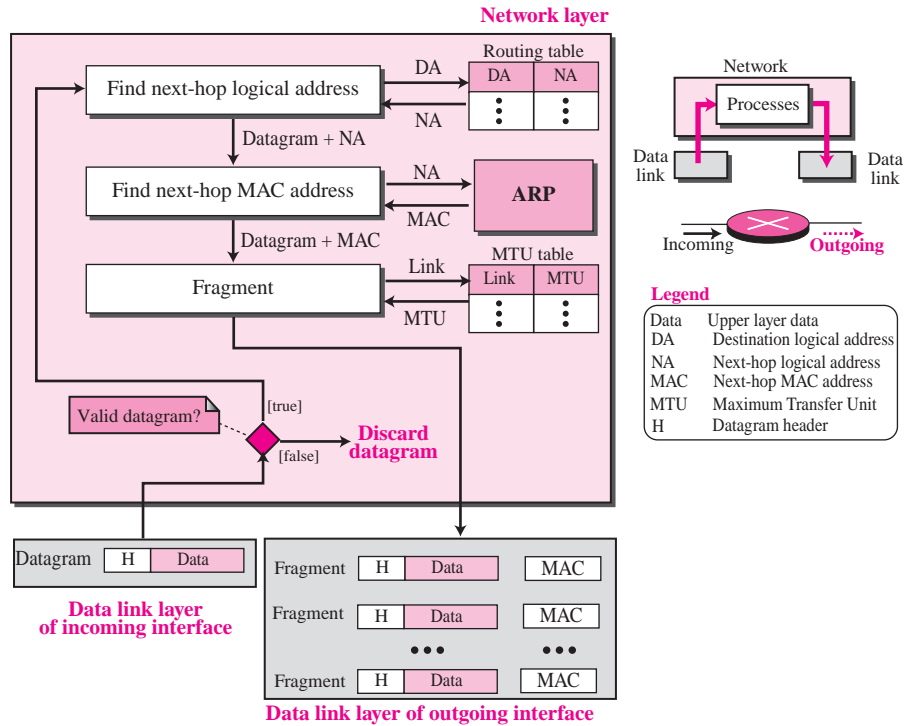 Network layer
Find next-hop logical address
DA
NA
Routing table
DA NA
Datagram + NA
Find next-hop MAC address
NA
MAC
ARP
Datagram + MAC
Fragment
Link
MTU
MTU table
Link MTU
Valid datagram?
[true]
[false]
Discard
datagram
Datagram H Data
Data link layer
of incoming interface
Fragment H Data MAC
Fragment H Data MAC
Fragment H Data MAC
Data link layer of outgoing interface
Network
Processes
Data
link
Data
link
Incoming
Outgoing
Legend
Data Upper layer data
DA Destination logical address
NA Next-hop logical address
MAC Next-hop MAC address
MTU Maximum Transfer Unit
H Datagram header